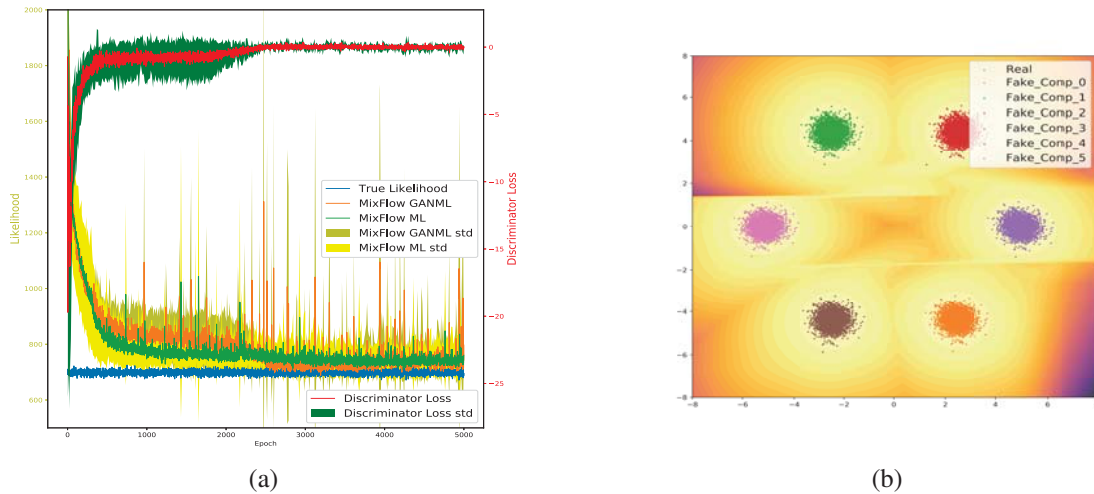 2000
1800
1600
1400
1200
1000
800
600
Likelihood
0
1000
2000
3000
4000
5000
Epoch
0
−5
−10
−15
−20
−25
Discriminator Loss
True Likelihood
MixFlow GANML
MixFlow ML
MixFlow GANML std
MixFlow ML std
Discriminator Loss
Discriminator Loss std
(a)
8
6
4
2
0
−2
−4
−6
−8
−8
−6
−4
−2
0
2
4
6
Real
Fake_Comp_0
Fake_Comp_1
Fake_Comp_2
Fake_Comp_3
Fake_Comp_4
Fake_Comp_5
(b)